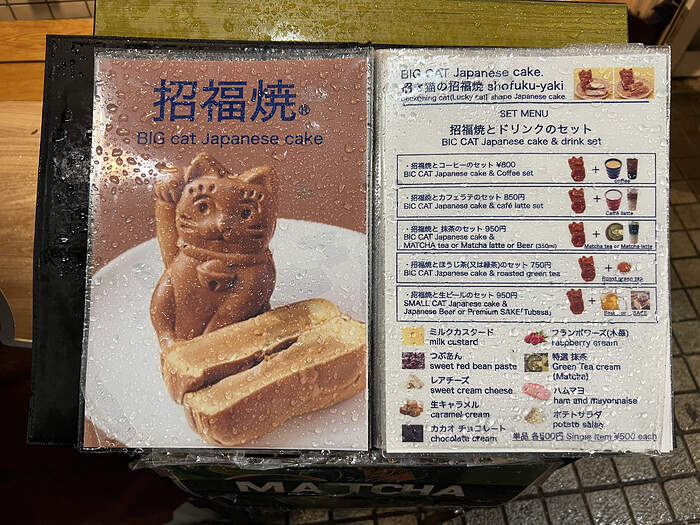 招福焼®
BIG cat Japanese cake
BIG CAT Japanese cake.
猫の招福焼 shofuku-yaki
Beckoning cat(Lucky cat) shape Japanese cake.
SET MENU
招福焼とドリンクのセット
BIC CAT Japanese cake & drink set
・招福焼とコーヒーのセット ¥800
BIC CAT Japanese cake & Coffee set
Coffee
・招福焼とカフェラテのセット 850円
BIC CAT Japanese cake & café latte set
Caffè latte
・招福焼と 抹茶のセット 950円
BIC CAT Japanese cake &
MATCHA tea or Matcha latte or Beer (350ml)
Matcha tea or Matcha latte
・招福焼とほうじ茶(又は緑茶)のセット 750円
BIC CAT Japanese cake & roasted green tea
Roast green tea
・招福焼と生ビールのセット 950円
SMALL CAT Japanese cake &
Japanese Beer or Premium SAKE「Tubasa」
Beer or SAKE
ミルクカスタード
milk custard
つぶあん
sweet red bean paste
レアチーズ
sweet cream cheese
生キャラメル
caramel cream
カカオ チョコレート
chocolate cream
フランボワーズ(木苺)
raspberry cream
特選 抹茶
Green Tea cream
(Matcha)
ハムマヨ
ham and mayonnaise
ポテトサラダ
potato salad
単品 各500円 Single item ¥500 each
MATCHA